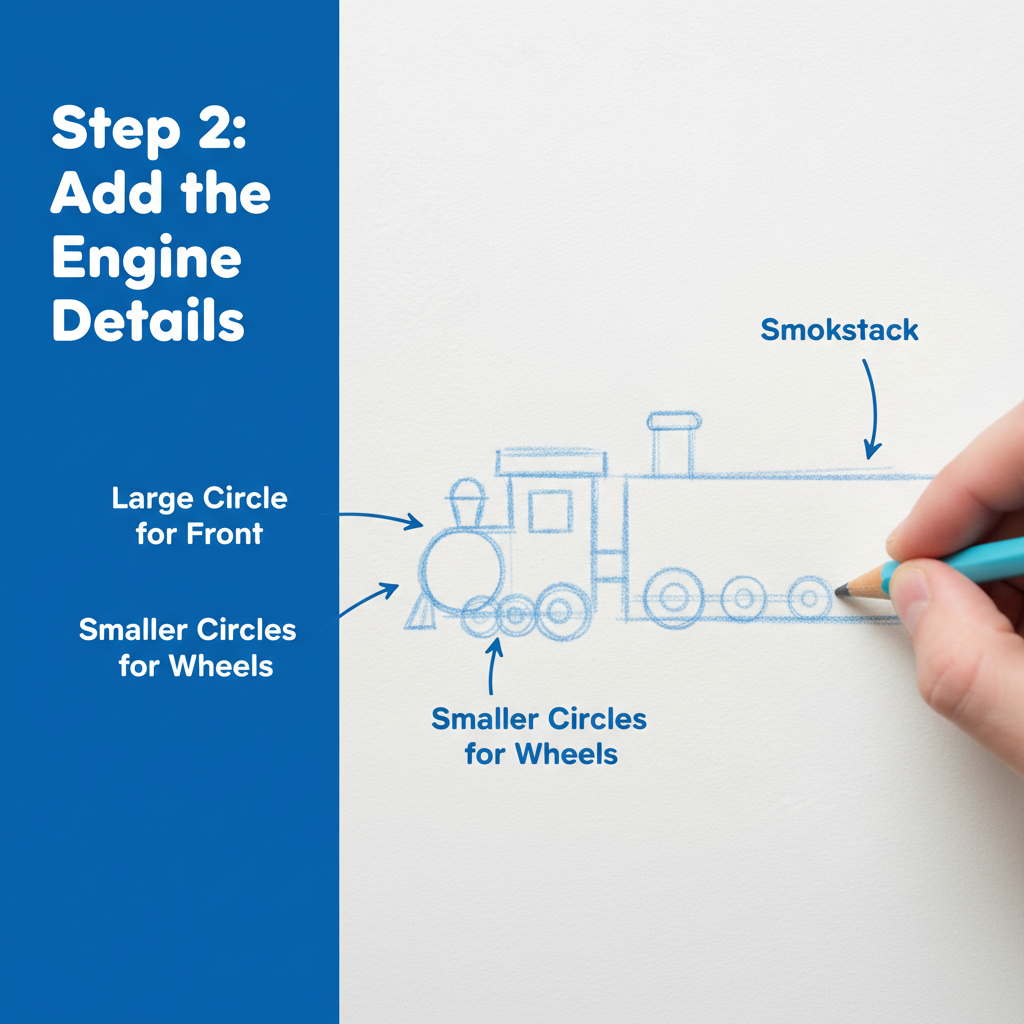 Step 2:
Add the
Engine
Details
Smokstack
Large Circle
for Front
Smaller Circles
for Wheels
Smaller Circles
for Wheels